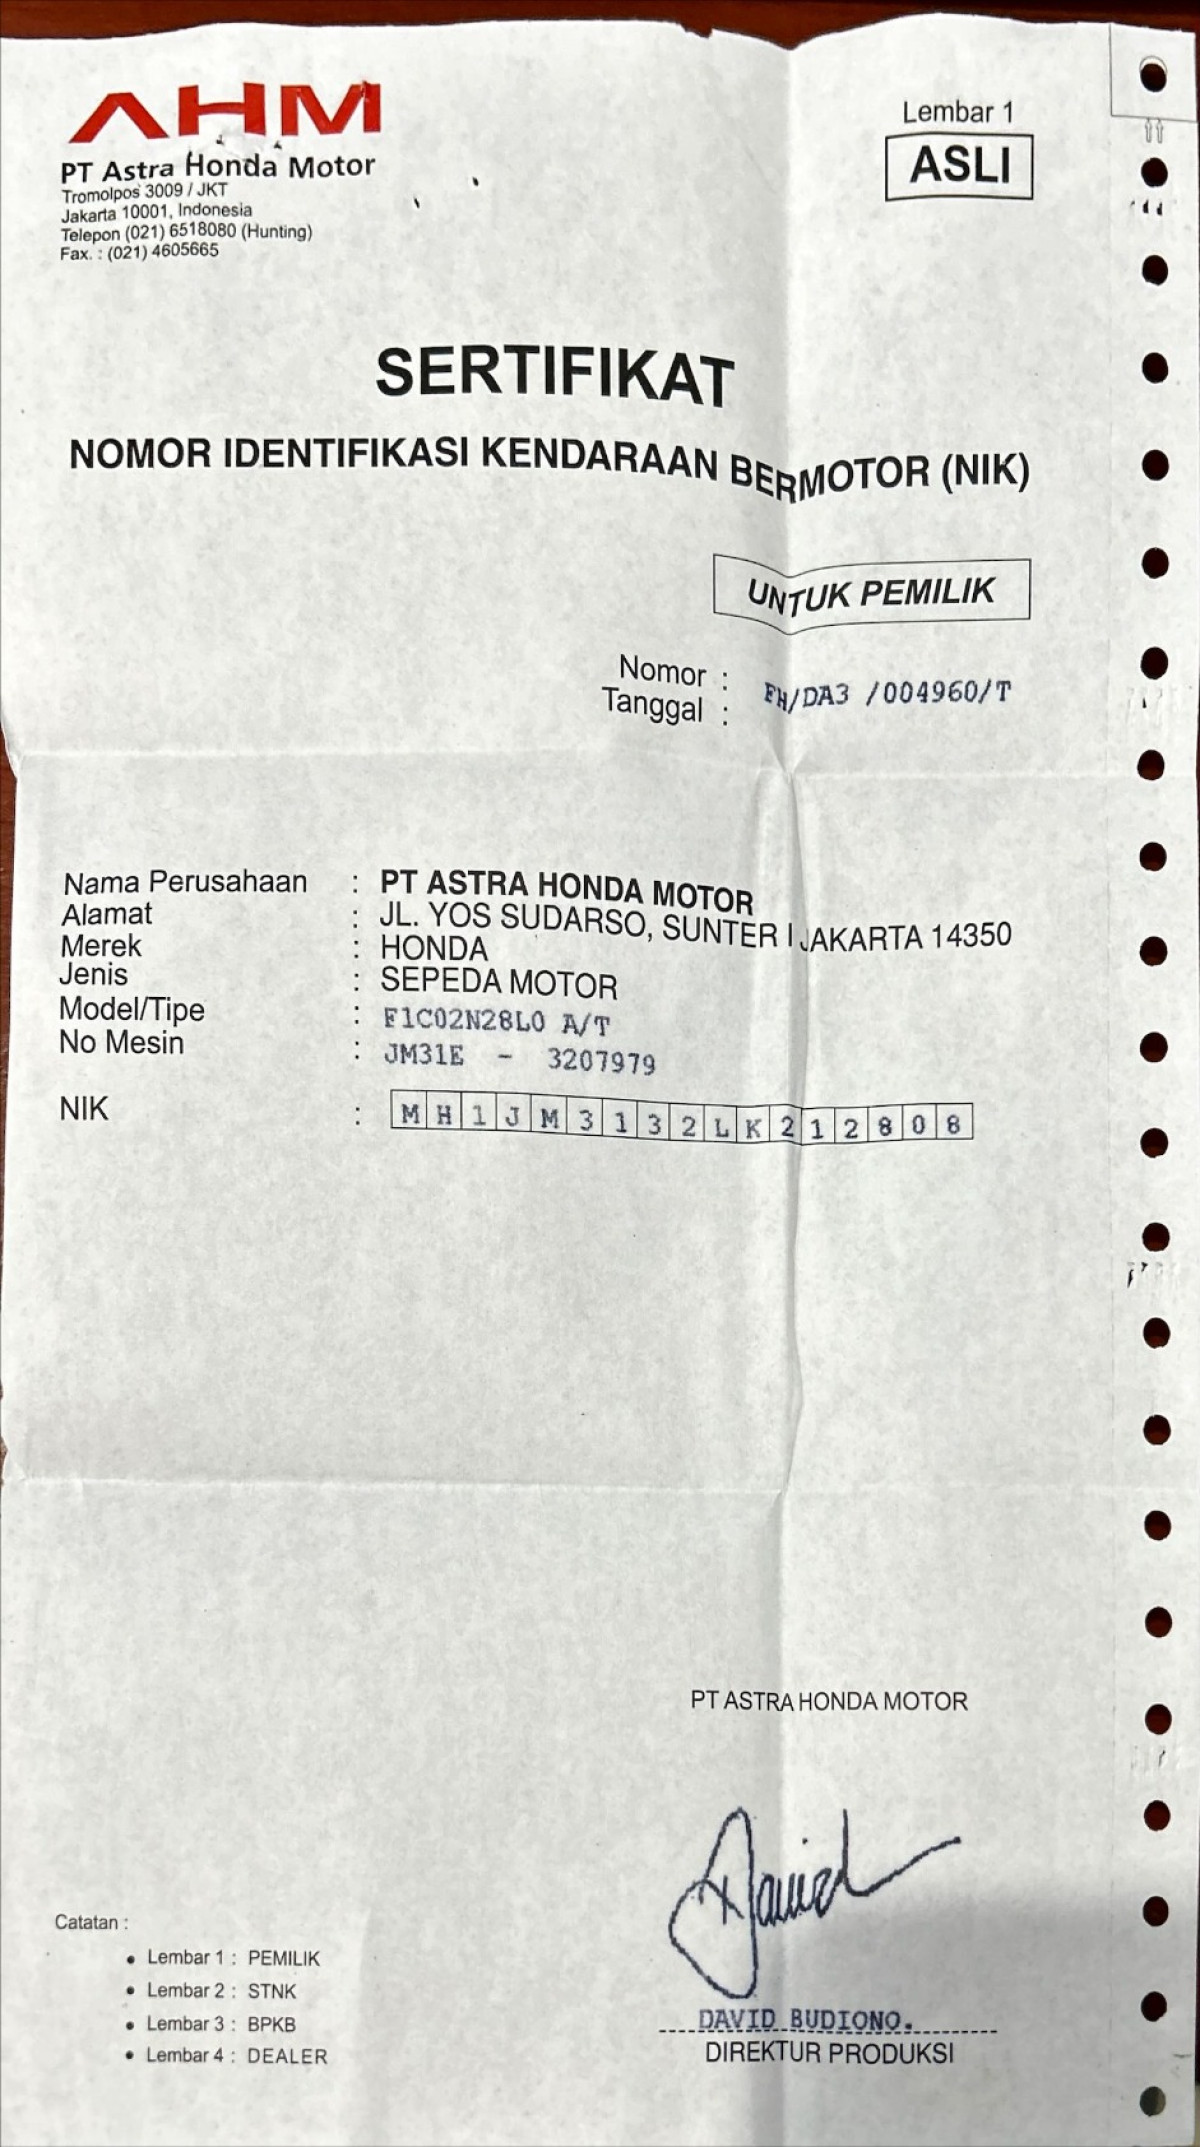 AHM
PT Astra Honda Motor
Tromolpos 3009 / JKT
Jakarta 10001, Indonesia
Telepon (021) 6518080 (Hunting)
Fax. : (021) 4605665
Lembar 1
ASLI
SERTIFIKAT
NOMOR IDENTIFIKASI KENDARAAN BERMOTOR (NIK)
UNTUK PEMILIK
Nomor : FH/DA3 /004960/T
Tanggal :
Nama Perusahaan : PT ASTRA HONDA MOTOR
Alamat : JL. YOS SUDARSO, SUNTER I JAKARTA 14350
Merek : HONDA
Jenis : SEPEDA MOTOR
Model/Tipe : F1C02N28L0 A/T
No Mesin : JM31E - 3207979
NIK : MH1JM3132LK212808
PT ASTRA HONDA MOTOR
David
DAVID BUDIONO.
DIREKTUR PRODUKSI
Catatan :
• Lembar 1 : PEMILIK
• Lembar 2 : STNK
• Lembar 3 : BPKB
• Lembar 4 : DEALER